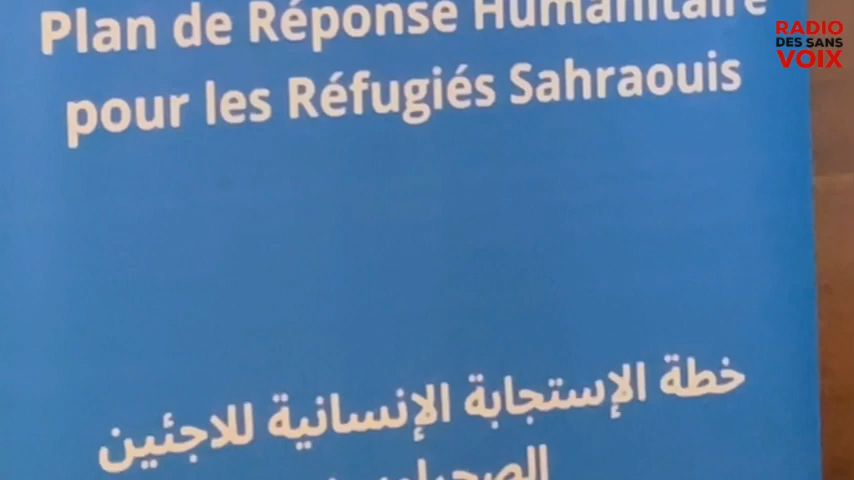 Plan de Réponse Humanitaire
pour les Réfugiés Sahraouis
خطة الإستجابة الإنسانية للاجئين
RADIO
DES SANS
VOIX